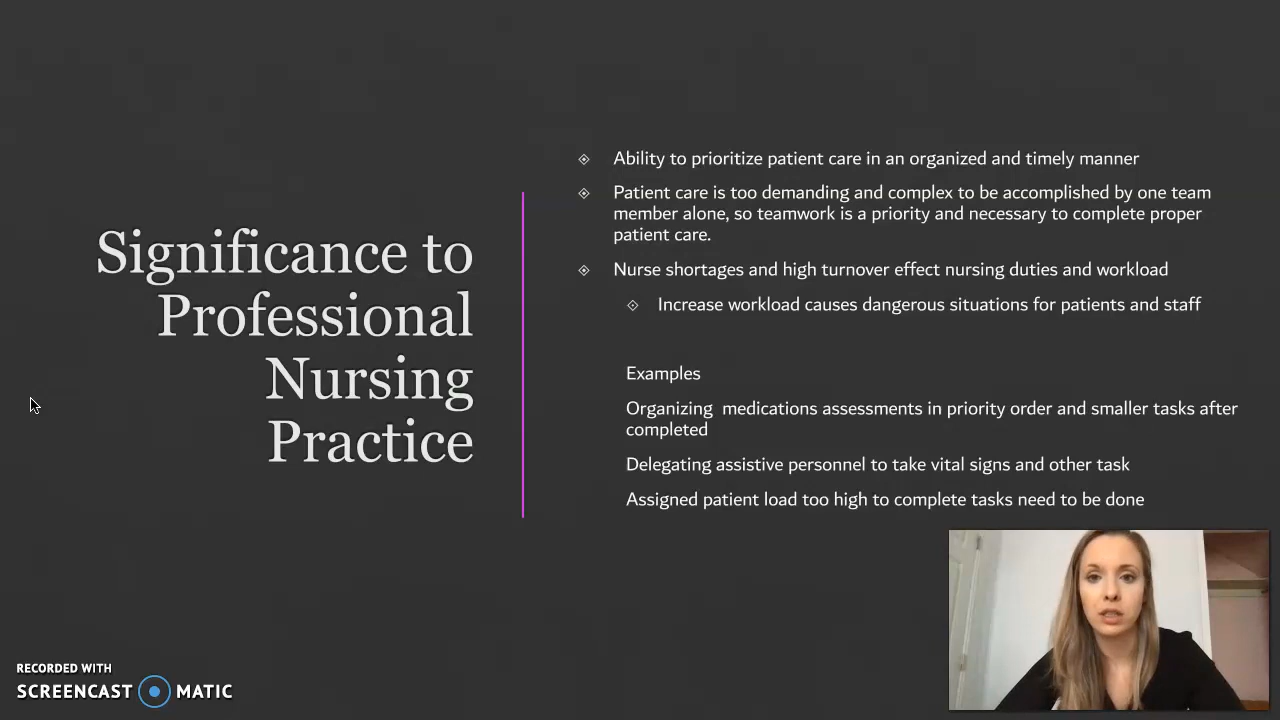 Significance to
Professional
Nursing
Practice
Ability to prioritize patient care in an organized and timely manner
Patient care is too demanding and complex to be accomplished by one team
member alone, so teamwork is a priority and necessary to complete proper
patient care.
Nurse shortages and high turnover effect nursing duties and workload
Increase workload causes dangerous situations for patients and staff
Examples
Organizing  medications assessments in priority order and smaller tasks after
completed
Delegating assistive personnel to take vital signs and other task
Assigned patient load too high to complete tasks need to be done
RECORDED WITH
SCREENCAST MATIC